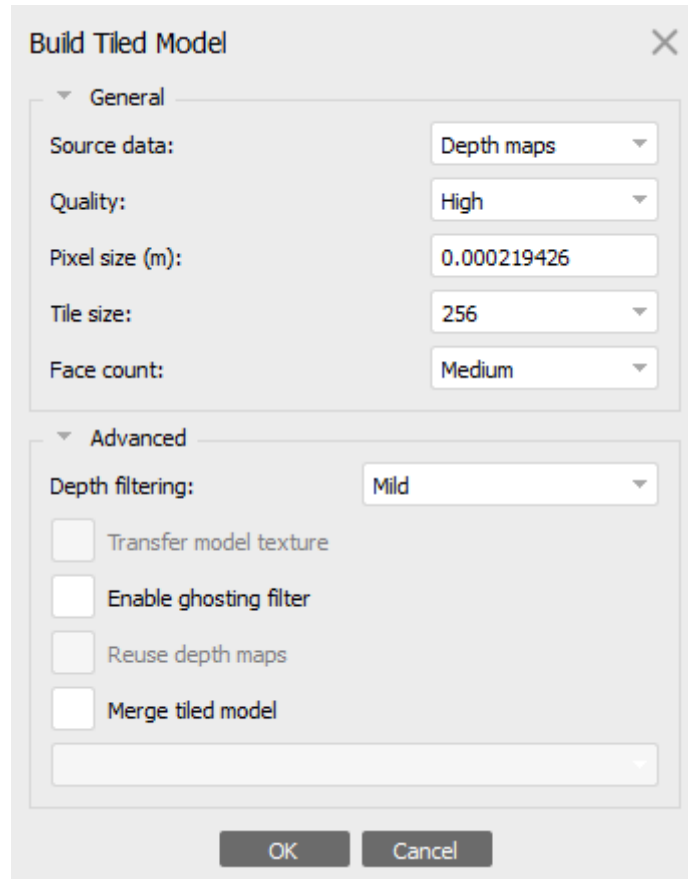 Build Tiled Model
General
Source data: Depth maps
Quality: High
Pixel size (m): 0.000219426
Tile size: 256
Face count: Medium
Advanced
Depth filtering: Mild
Transfer model texture
Enable ghosting filter
Reuse depth maps
Merge tiled model
OK Cancel